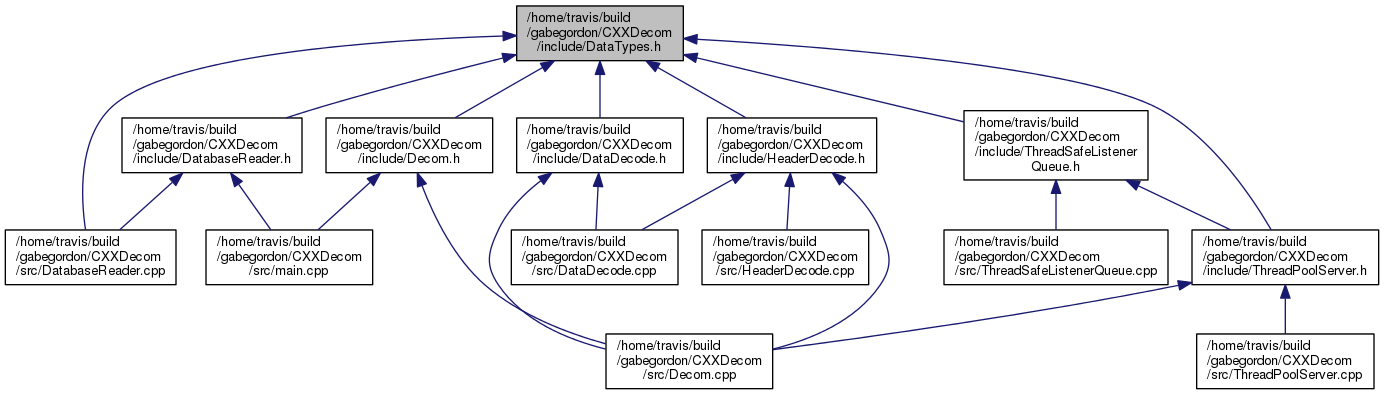 /home/travis/build
/gabegordon/CXXDecom
/include/DataTypes.h
/home/travis/build
/gabegordon/CXXDecom
/include/DatabaseReader.h
/home/travis/build
/gabegordon/CXXDecom
/include/Decom.h
/home/travis/build
/gabegordon/CXXDecom
/include/DataDecode.h
/home/travis/build
/gabegordon/CXXDecom
/include/HeaderDecode.h
/home/travis/build
/gabegordon/CXXDecom
/include/ThreadSafeListener
Queue.h
/home/travis/build
/gabegordon/CXXDecom
/src/DatabaseReader.cpp
/home/travis/build
/gabegordon/CXXDecom
/src/main.cpp
/home/travis/build
/gabegordon/CXXDecom
/src/DataDecode.cpp
/home/travis/build
/gabegordon/CXXDecom
/src/HeaderDecode.cpp
/home/travis/build
/gabegordon/CXXDecom
/src/ThreadSafeListenerQueue.cpp
/home/travis/build
/gabegordon/CXXDecom
/include/ThreadPoolServer.h
/home/travis/build
/gabegordon/CXXDecom
/src/Decom.cpp
/home/travis/build
/gabegordon/CXXDecom
/src/ThreadPoolServer.cpp